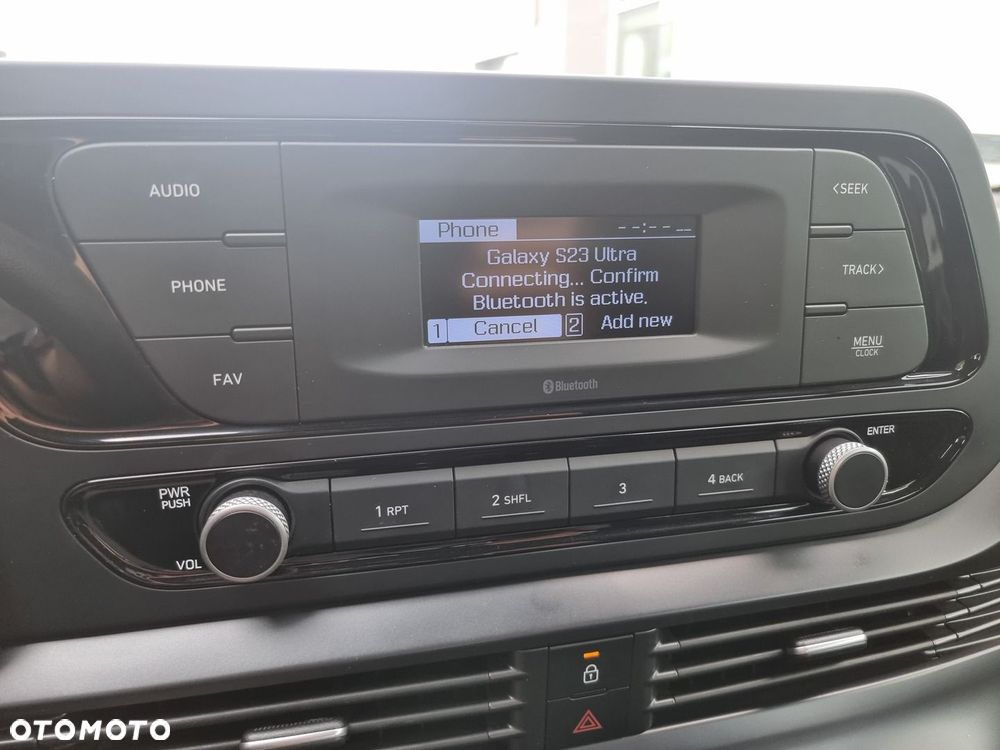 AUDIO
PHONE
FAV
Phone --:--
Galaxy S23 Ultra
Connecting... Confirm
Bluetooth is active.
1 Cancel 2 Add new
Bluetooth
<SEEK
TRACK>
MENU
CLOCK
PWR
PUSH
VOL
1 RPT
2 SHFL
3
4 BACK
ENTER
OTOMOTO